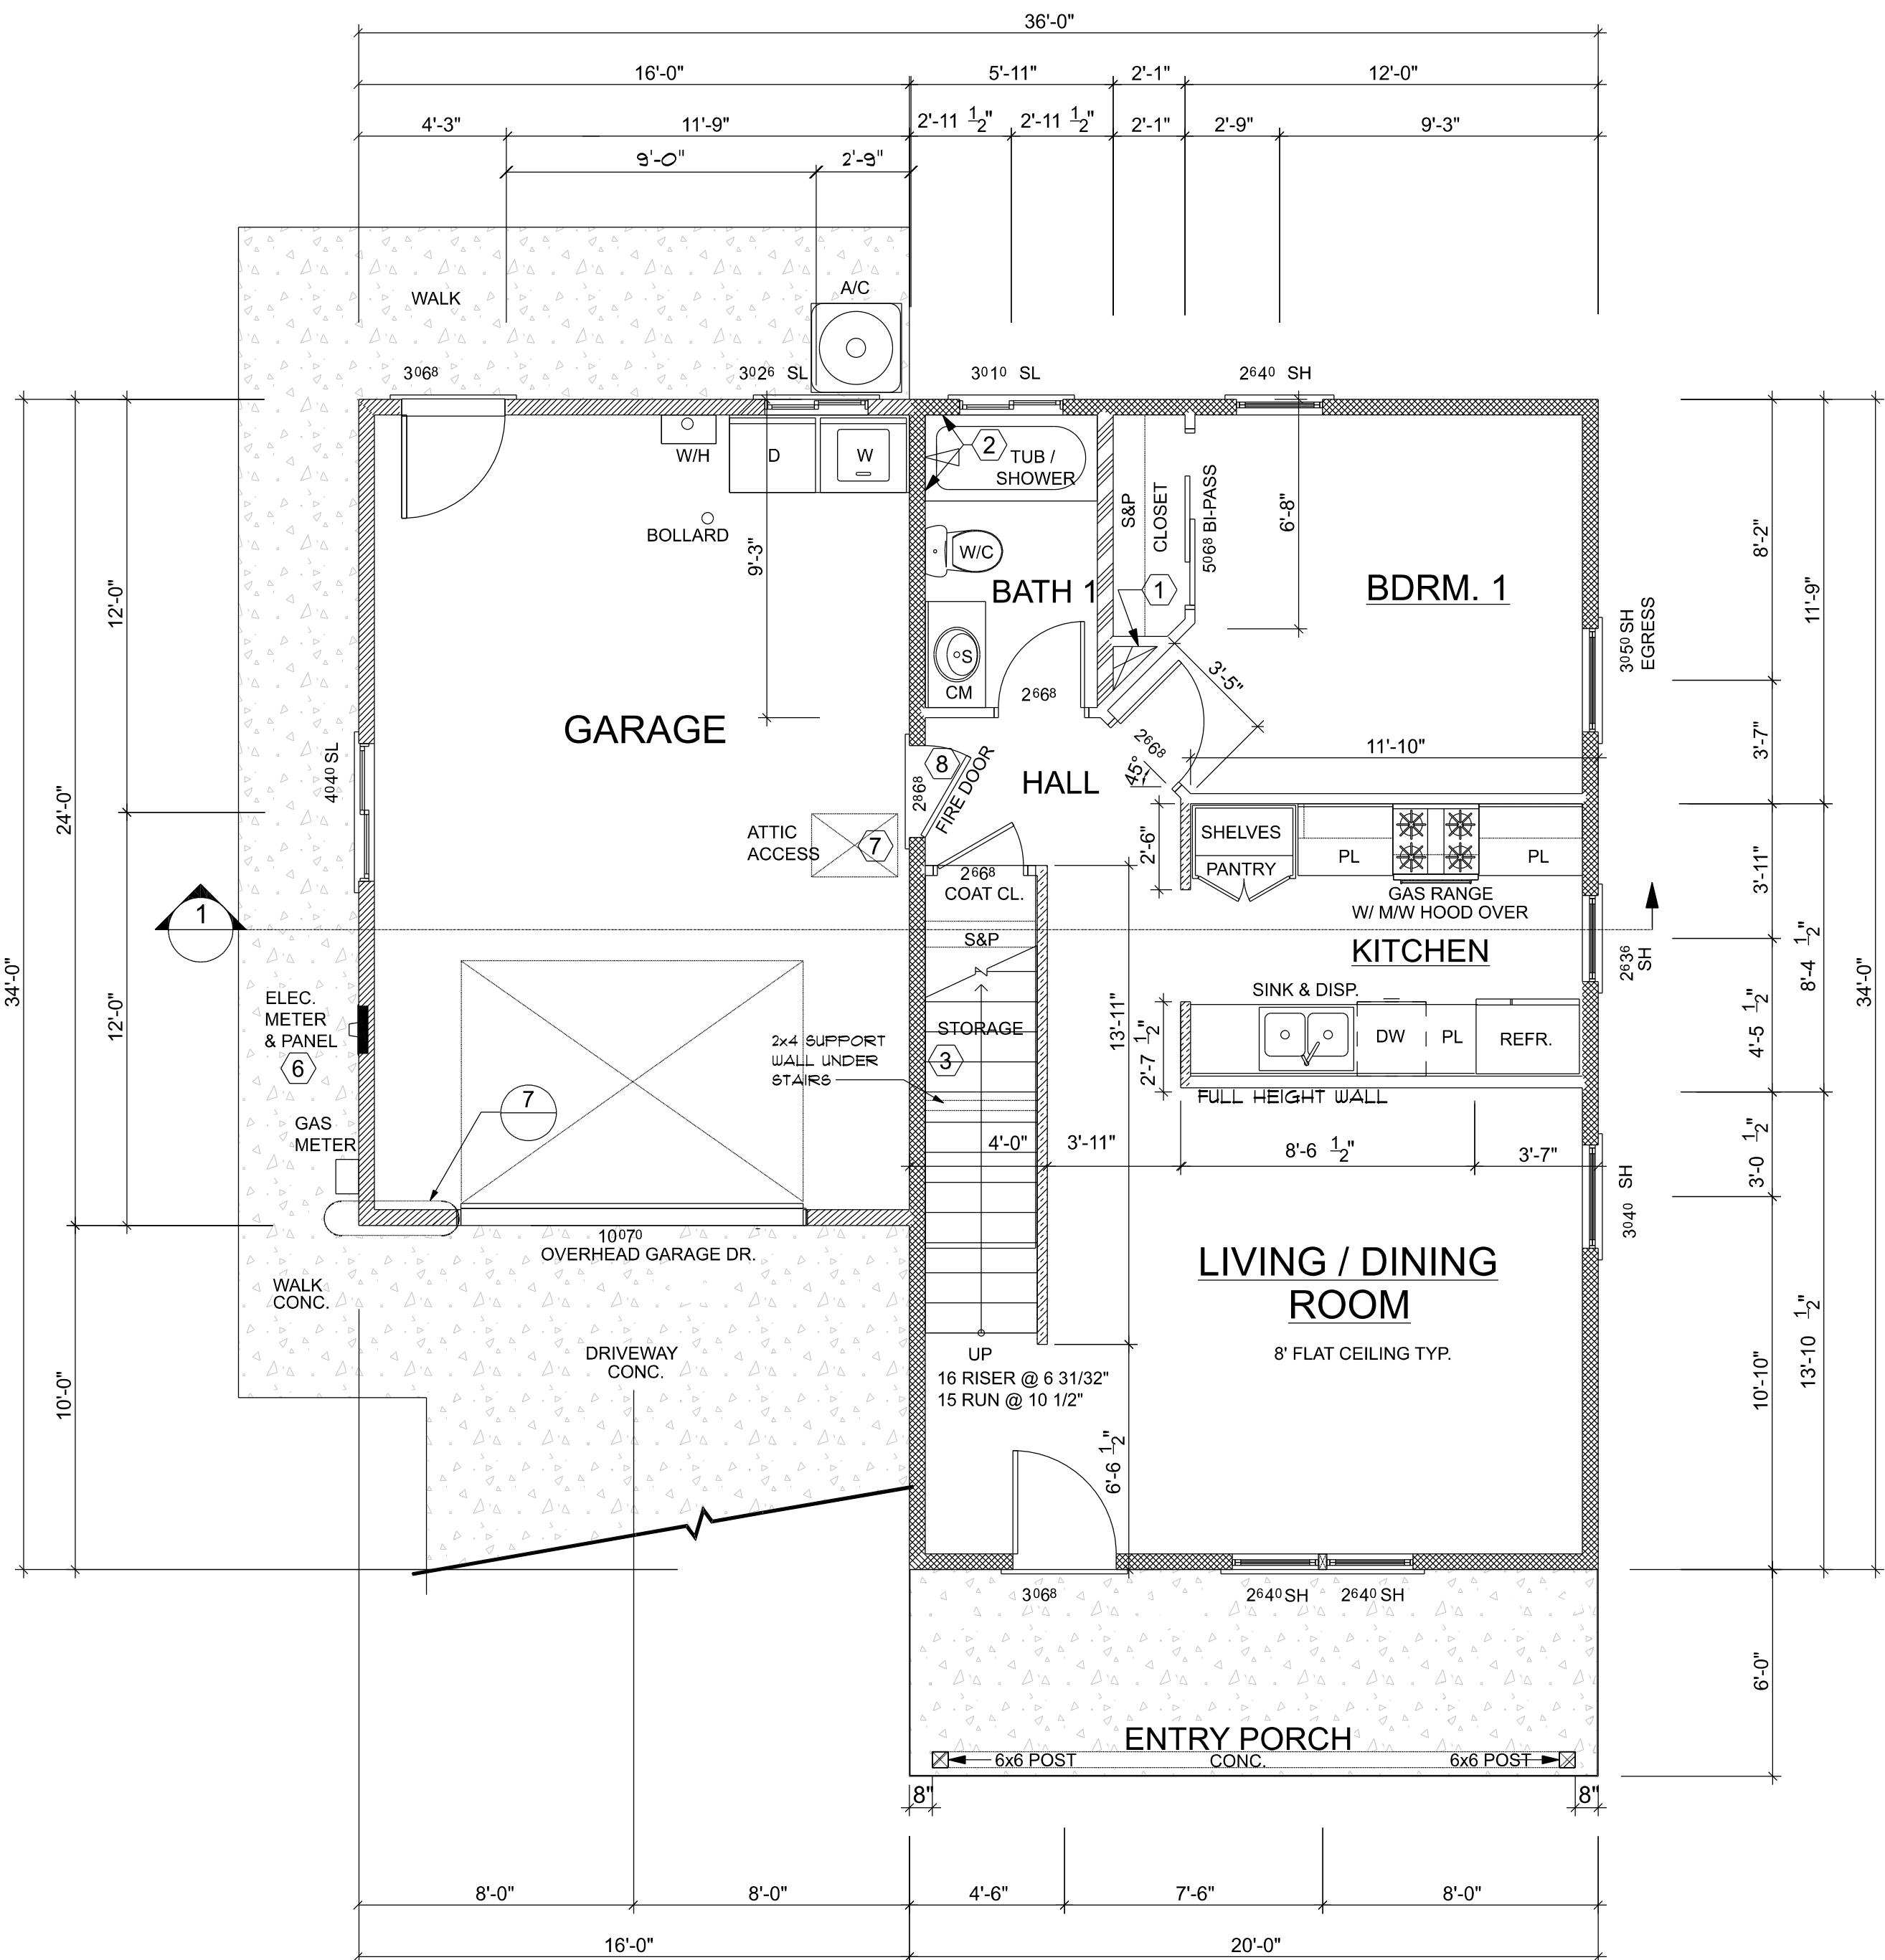 36'-0"
16'-0" 5'-11" 2'-1" 12'-0"
4'-3" 11'-9" 2'-11 1/2" 2'-11 1/2" 2'-1" 2'-9" 9'-3"
9'-0" 2'-9"
A/C
WALK
3068 3026 SL 3010 SL 2640 SH
W/H D W
2
TUB /
SHOWER
S&P
CLOSET
5068 BI-PASS
6'-8"
8'-2"
BOLLARD
9'-3"
W/C
BATH 1
1
BDRM. 1
11'-9"
12'-0"
3050 SH
EGRESS
S
CM
2668
3'-5"
GARAGE
2668
45°
11'-10"
3'-7"
4040 SL
8
2868
FIRE DOOR
HALL
24'-0"
ATTIC
ACCESS
7
2'-6"
SHELVES
PANTRY
PL
PL
3'-11"
2668
COAT CL.
GAS RANGE
W/ M/W HOOD OVER
1
S&P
KITCHEN
2636
SH
8'-4 1/2"
34'-0"
34'-0"
SINK & DISP.
ELEC.
METER
& PANEL
6
12'-0"
2x4 SUPPORT
WALL UNDER
STAIRS
STORAGE
3
13'-11"
2'-7 1/2"
DW
PL
REFR.
4'-5 1/2"
FULL HEIGHT WALL
7
GAS
METER
4'-0" 3'-11" 8'-6 1/2" 3'-7"
3'-0 1/2"
3040 SH
10070
OVERHEAD GARAGE DR.
LIVING / DINING
ROOM
8' FLAT CEILING TYP.
WALK
CONC.
DRIVEWAY
CONC.
UP
16 RISER @ 6 31/32"
15 RUN @ 10 1/2"
10'-0"
10'-10"
13'-10 1/2"
6'-6 1/2"
3068
2640 SH 2640 SH
6'-0"
ENTRY PORCH
6x6 POST CONC. 6x6 POST
8" 8"
8'-0" 8'-0" 4'-6" 7'-6" 8'-0"
16'-0" 20'-0"